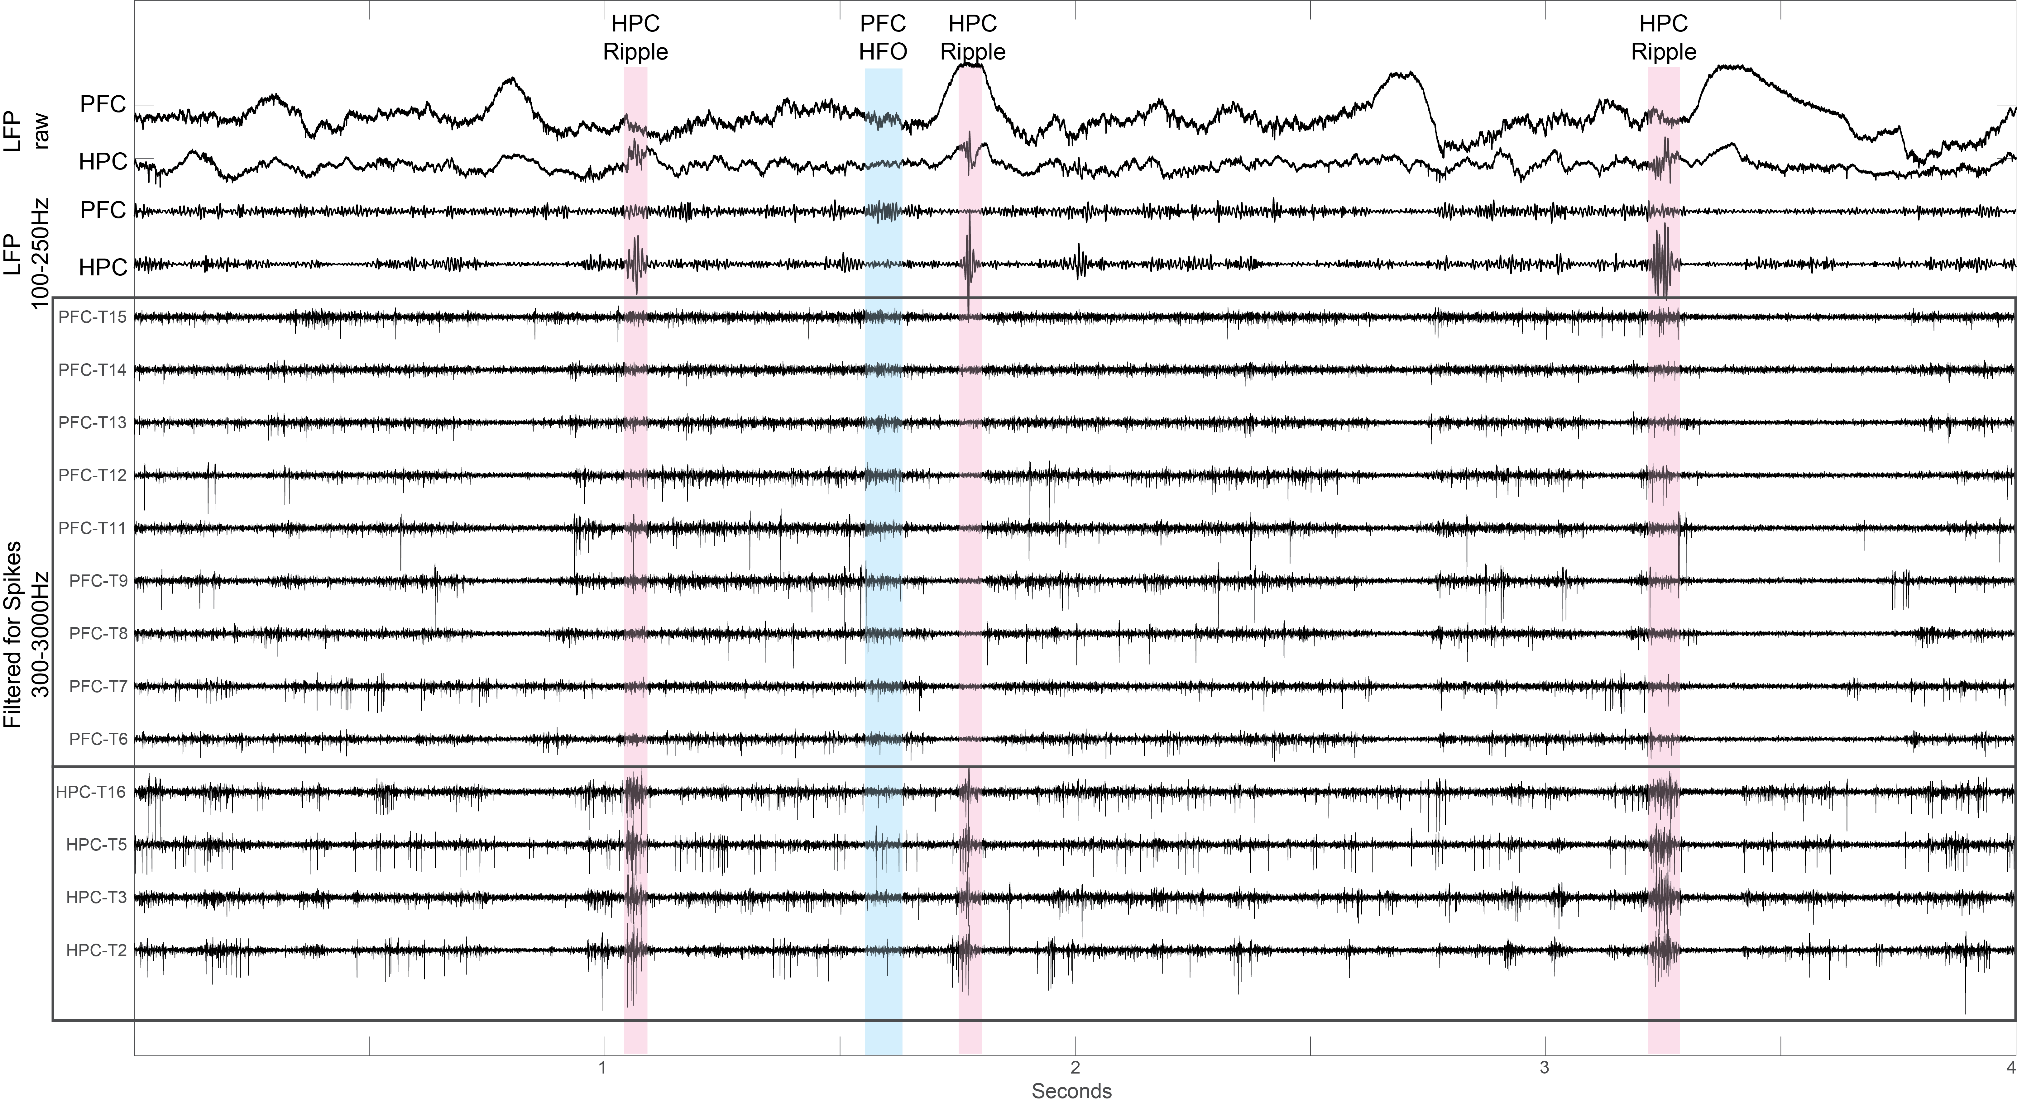 HPC
Ripple
PFC
HFO
HPC
Ripple
HPC
Ripple
LFP
raw
PFC
HPC
LFP
100-250Hz
PFC
HPC
Filtered for Spikes
300-3000Hz
PFC-T15
PFC-T14
PFC-T13
PFC-T12
PFC-T11
PFC-T9
PFC-T8
PFC-T7
PFC-T6
HPC-T16
HPC-T5
HPC-T3
HPC-T2
1 2 3 4
Seconds